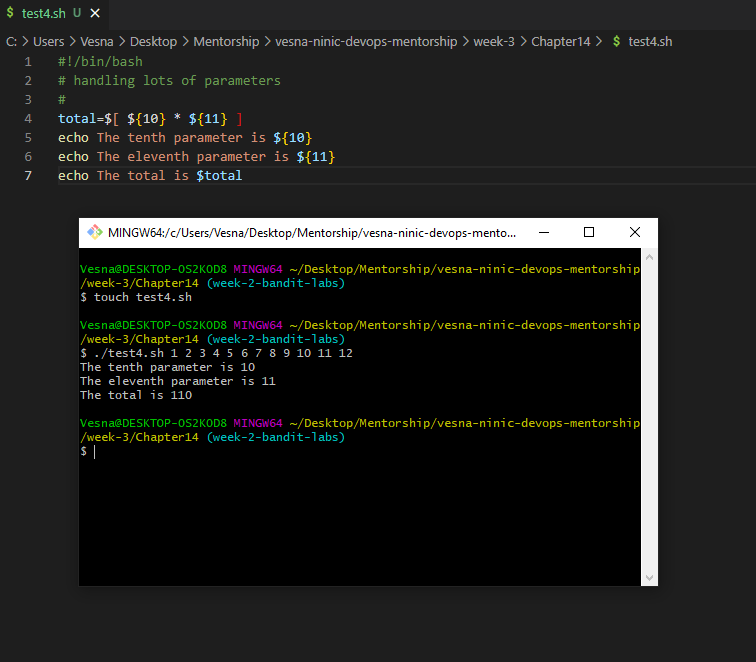 $ test4.sh U
C: > Users > Vesna > Desktop > Mentorship > vesna-ninic-devops-mentorship > week-3 > Chapter14 > $ test4.sh
1 #!/bin/bash
2 # handling lots of parameters
3 #
4 total=$[ ${10} * ${11} ]
5 echo The tenth parameter is ${10}
6 echo The eleventh parameter is ${11}
7 echo The total is $total
MINGW64:/c/Users/Vesna/Desktop/Mentorship/vesna-ninic-devops-mento...
Vesna@DESKTOP-OS2KOD8 MINGW64 ~/Desktop/Mentorship/vesna-ninic-devops-mentorship
/week-3/Chapter14 (week-2-bandit-labs)
$ touch test4.sh
Vesna@DESKTOP-OS2KOD8 MINGW64 ~/Desktop/Mentorship/vesna-ninic-devops-mentorship
/week-3/Chapter14 (week-2-bandit-labs)
$ ./test4.sh 1 2 3 4 5 6 7 8 9 10 11 12
The tenth parameter is 10
The eleventh parameter is 11
The total is 110
Vesna@DESKTOP-OS2KOD8 MINGW64 ~/Desktop/Mentorship/vesna-ninic-devops-mentorship
/week-3/Chapter14 (week-2-bandit-labs)
$